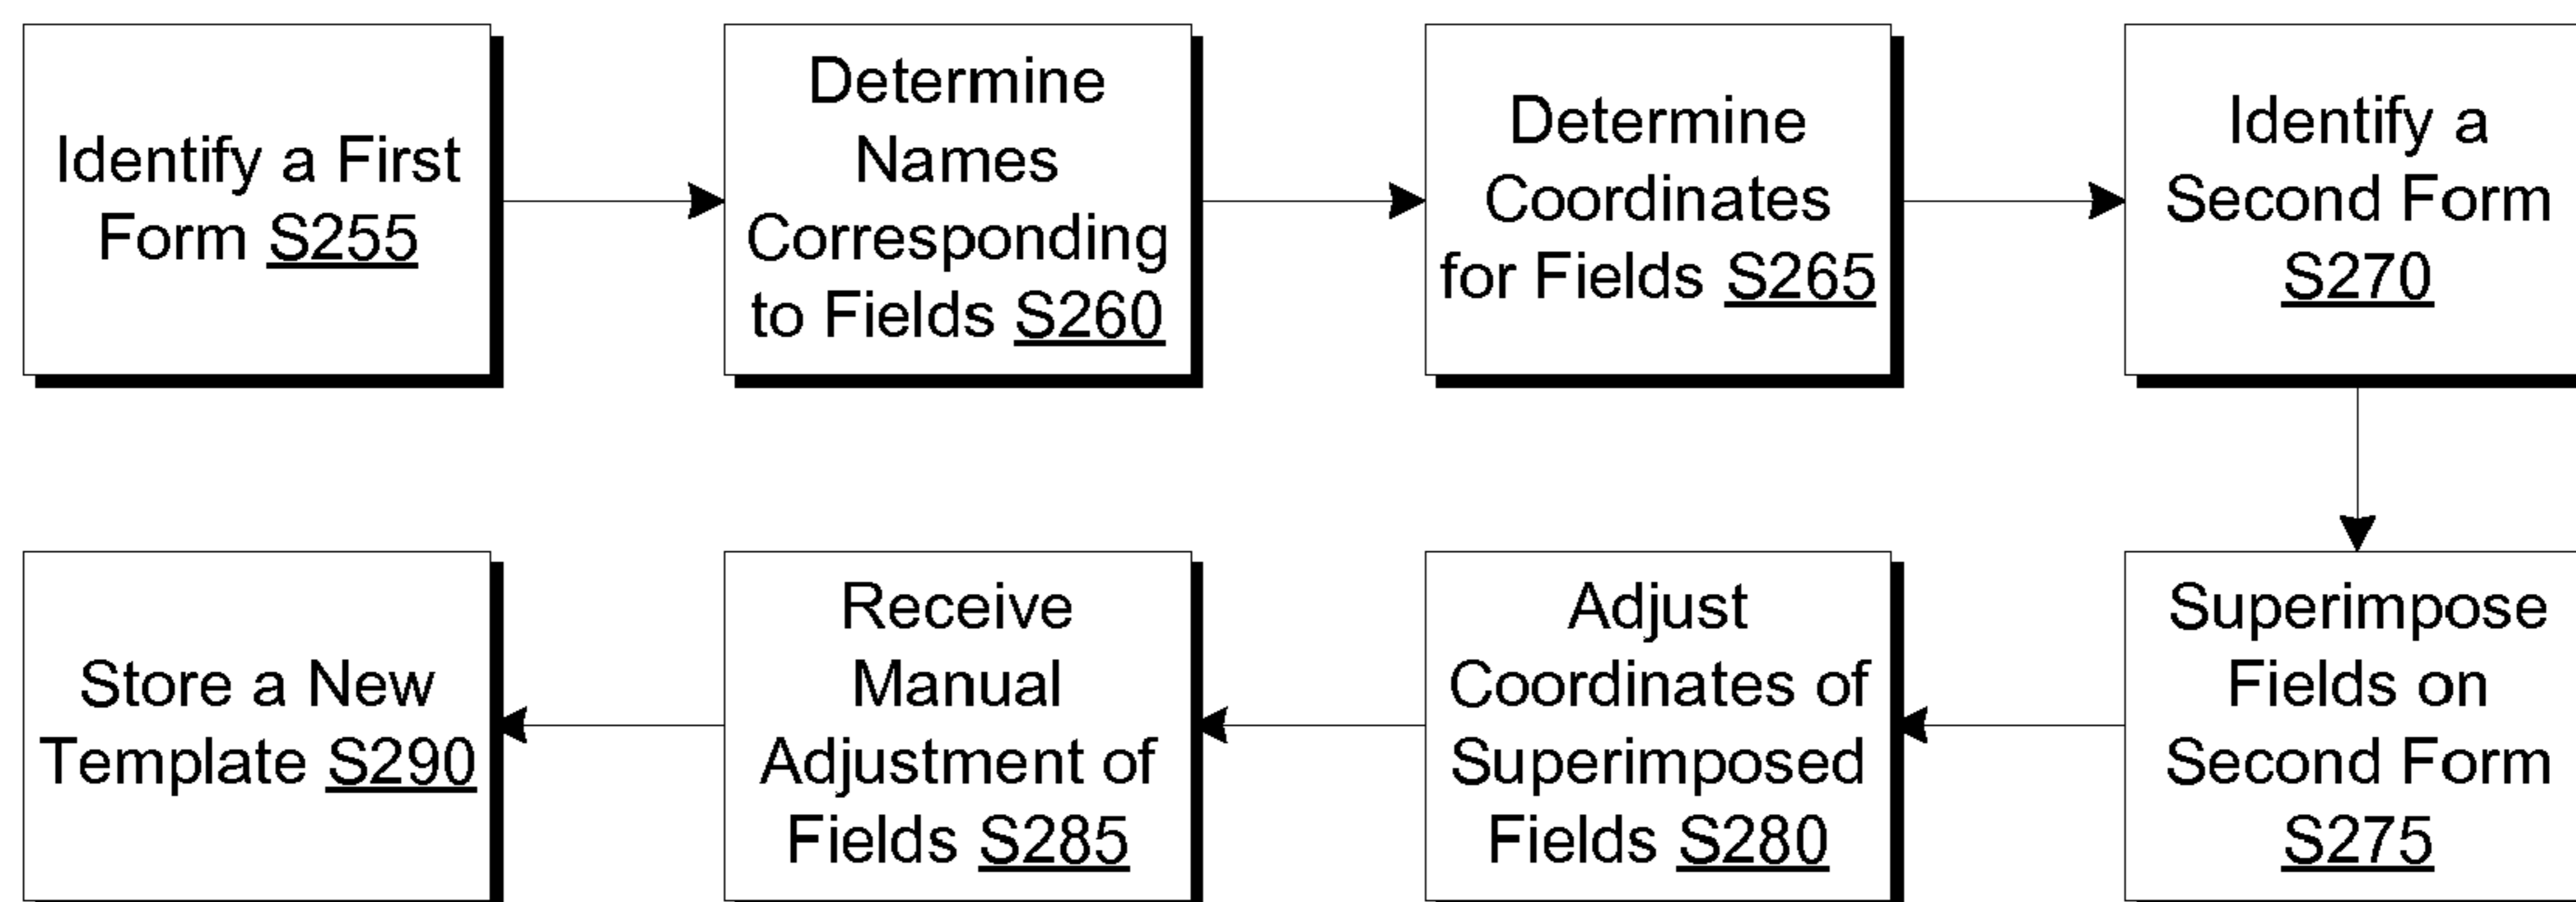 Identify a First
Form S255
Determine
Names
Corresponding
to Fields S260
Determine
Coordinates
for Fields S265
Identify a
Second Form
S270
Superimpose
Fields on
Second Form
S275
Adjust
Coordinates of
Superimposed
Fields S280
Receive
Manual
Adjustment of
Fields S285
Store a New
Template S290